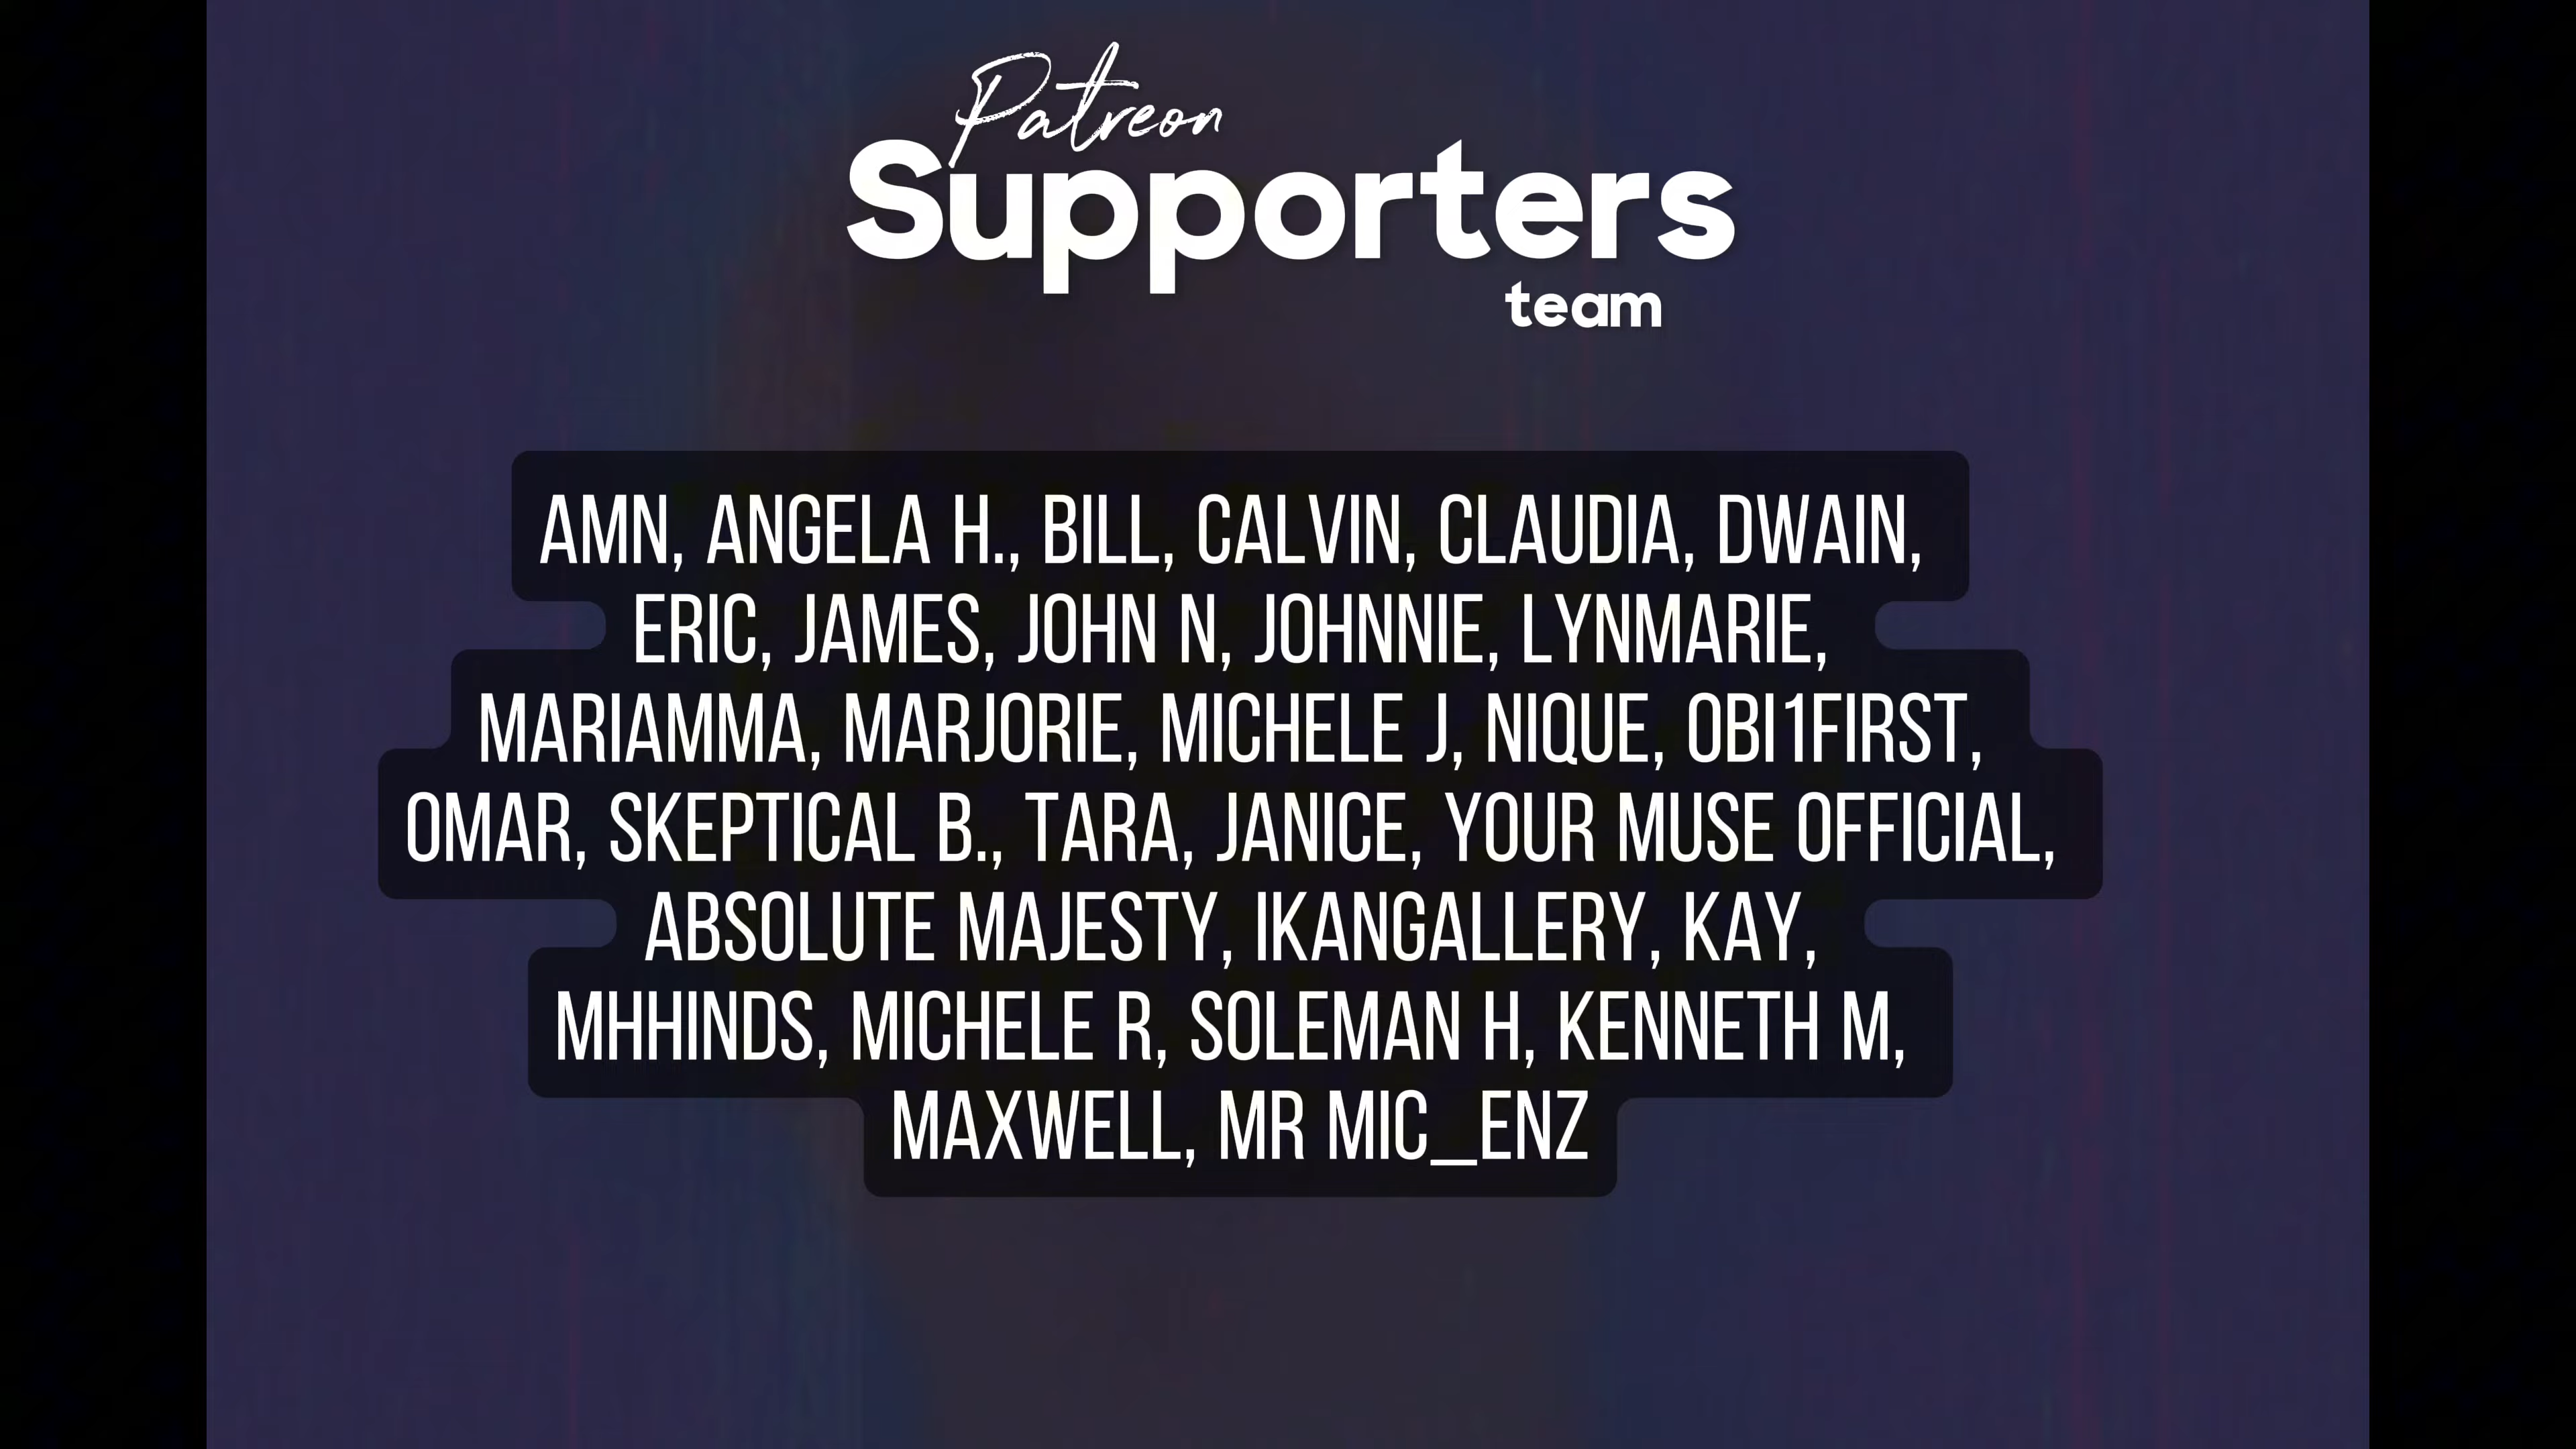 Patreon
Supporters
team
AMN, ANGELA H., BILL, CALVIN, CLAUDIA, DWAIN,
ERIC, JAMES, JOHN N, JOHNNIE, LYNMARIE,
MARIAMMA, MARJORIE, MICHELE J, NIQUE, OBI1FIRST,
OMAR, SKEPTICAL B., TARA, JANICE, YOUR MUSE OFFICIAL,
ABSOLUTE MAJESTY, IKANGALLERY, KAY,
MHHINDS, MICHELE R, SOLEMAN H, KENNETH M,
MAXWELL, MR MIC_ENZ